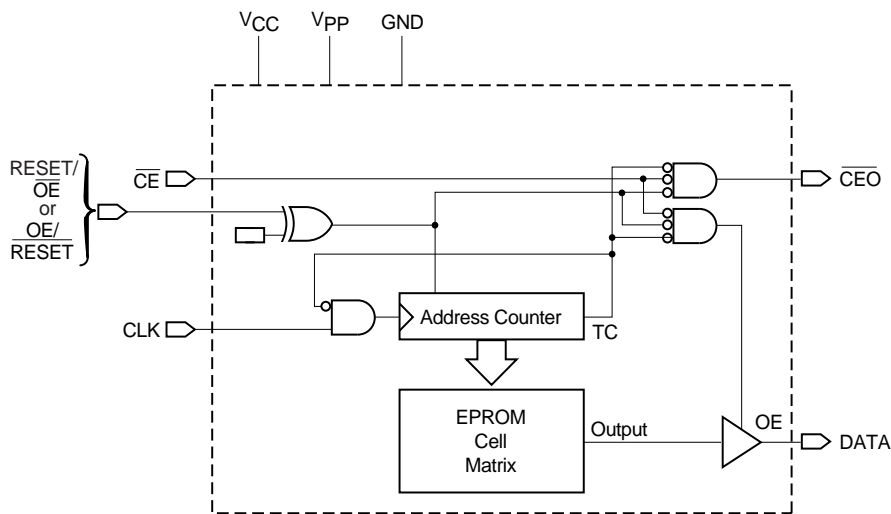 VCC
VPP
GND
RESET/
OE
or
OE/
RESET
CE
CEO
CLK
Address Counter
TC
EPROM
Cell
Matrix
Output
OE
DATA